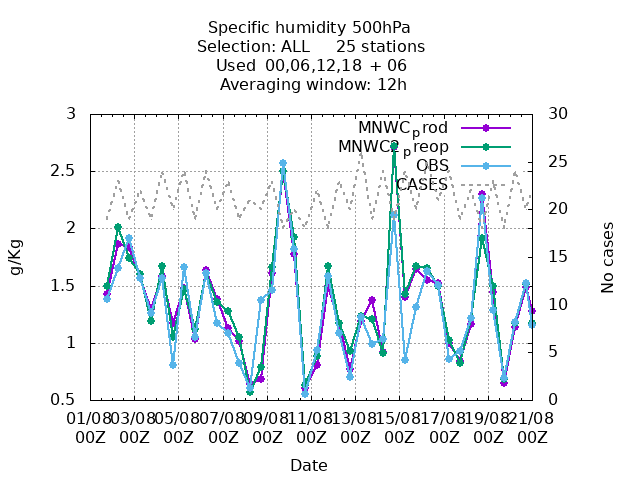 Specific humidity 500hPa
Selection: ALL 25 stations
Used 00,06,12,18 + 06
Averaging window: 12h
3
2.5
2
1.5
1
0.5
g/Kg
30
25
20
15
10
5
0
No cases
MNWCprod
MNWC2preop
OBS
CASES
01/08 03/08 05/08 07/08 09/08 11/08 13/08 15/08 17/08 19/08 21/08
00Z 00Z 00Z 00Z 00Z 00Z 00Z 00Z 00Z 00Z 00Z
Date